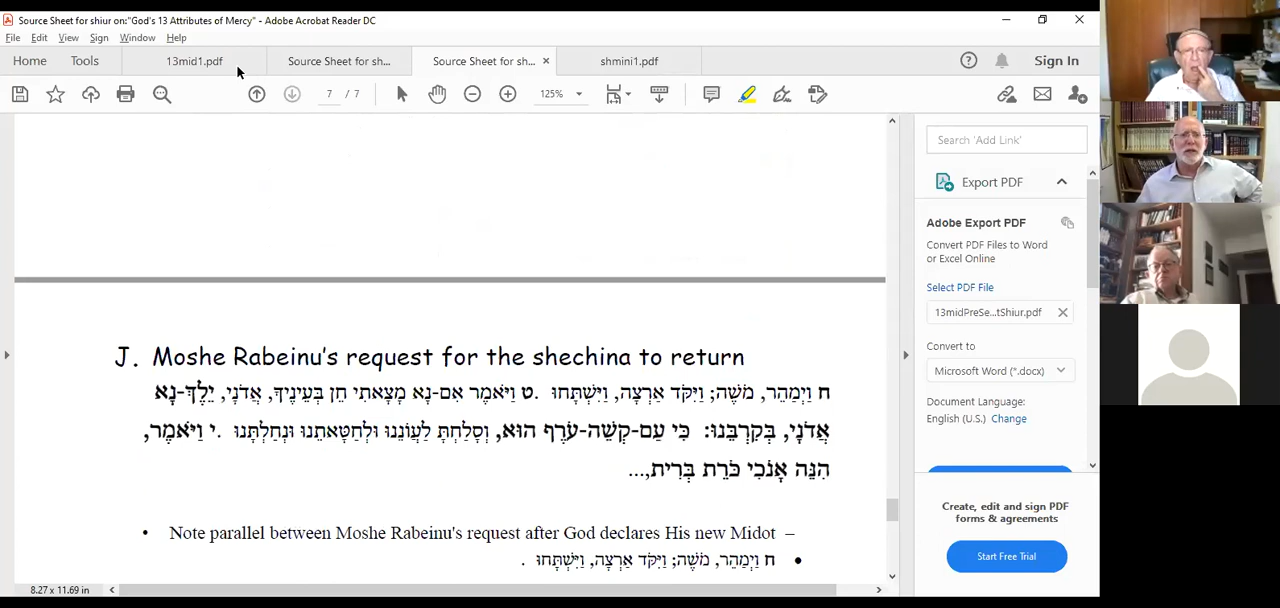 Source Sheet for shiur on:"God's 13 Attributes of Mercy" - Adobe Acrobat Reader DC
File Edit View Sign Window Help
Home Tools 13mid1.pdf Source Sheet for sh... Source Sheet for sh... × shmini1.pdf Sign In
7 / 7 125%
J. Moshe Rabeinu's request for the shechina to return
ח וַיְמַהֵר, מֹשֶׁה; וַיִּקֹּד אַרְצָה, וַיִּשְׁתָּחוּ. ט וַיֹּאמֶר אִם-נָא מָצָאתִי חֵן בְּעֵינֶיךָ, אֲדֹנָי, יֵלֶךְ-נָא
אֲדֹנָי, בְּקִרְבֵּנוּ: כִּי עַם-קְשֵׁה-עֹרֶף הוּא, וְסָלַחְתָּ לַעֲוֺנֵנוּ וּלְחַטָּאתֵנוּ וּנְחַלְתָּנוּ. י וַיֹּאמֶר,
הִנֵּה אָנֹכִי כֹּרֵת בְּרִית,...
• Note parallel between Moshe Rabeinu's request after God declares His new Midot –
• ח וַיְמַהֵר, מֹשֶׁה; וַיִּקֹּד אַרְצָה, וַיִּשְׁתָּחוּ .
8.27 x 11.69 in
Search 'Add Link'
Export PDF
Adobe Export PDF
Convert PDF Files to Word
or Excel Online
Select PDF File
13midPreSe...tShiur.pdf
Convert to
Microsoft Word (*.docx)
Document Language:
English (U.S.) Change
Create, edit and sign PDF
forms & agreements
Start Free Trial